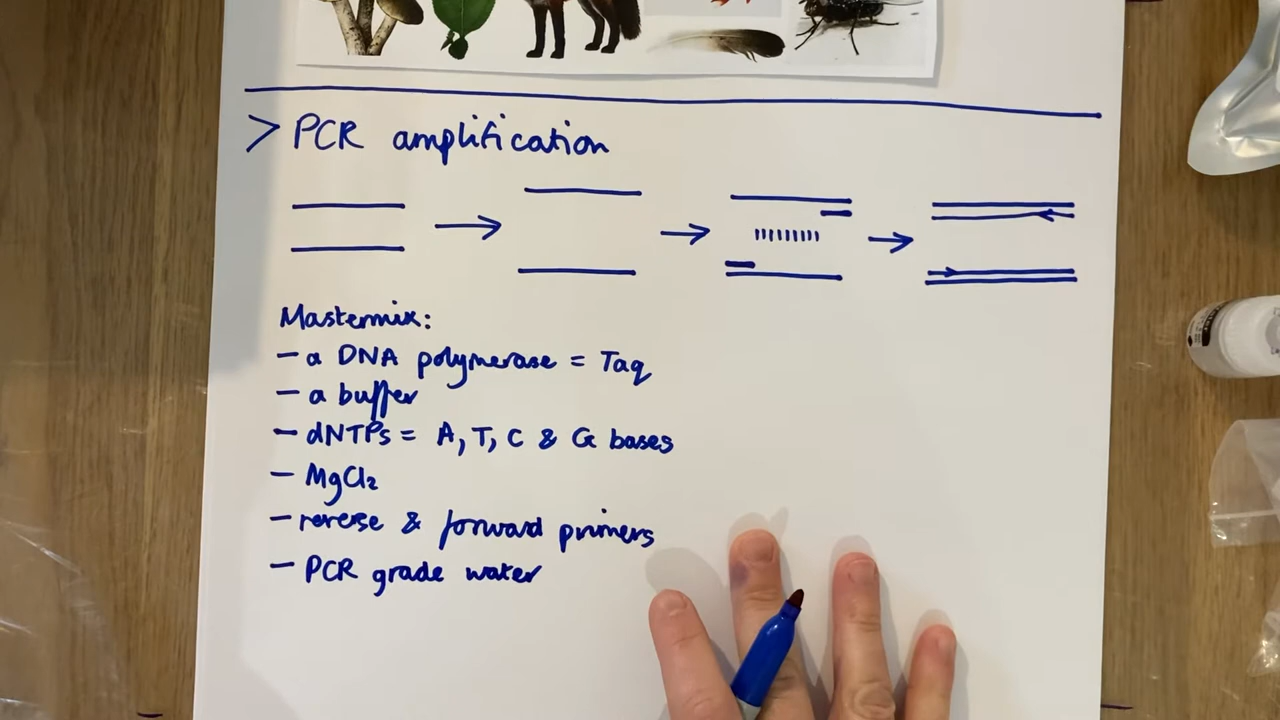 > PCR amplification
Mastermix:
- a DNA polymerase = Taq
- a buffer
- dNTPs = A, T, C & G bases
- MgCl2
- reverse & forward primers
- PCR grade water